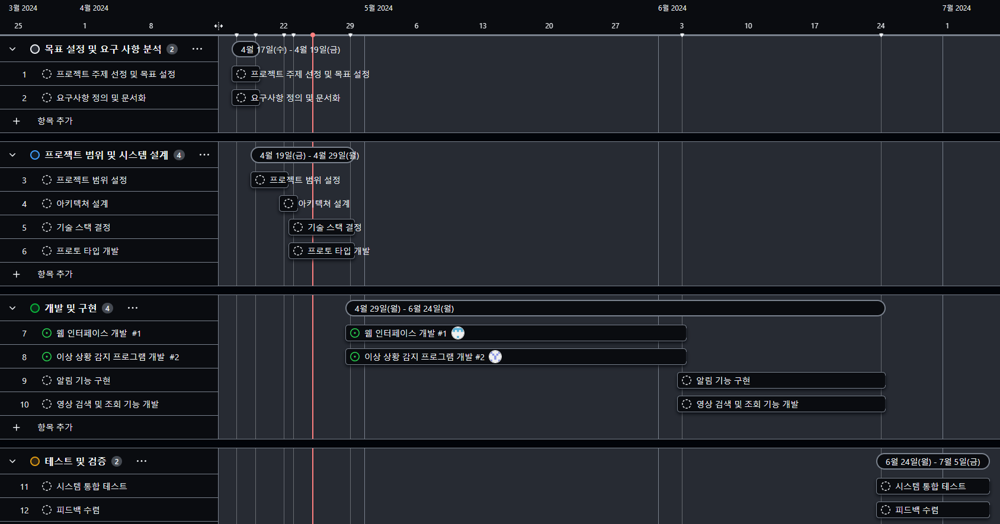 3월 2024 4월 2024 5월 2024 6월 2024 7월 2024
25 1 8 22 29 6 13 20 27 3 10 17 24 1
목표 설정 및 요구 사항 분석 2 ··· 4월 17일(수) - 4월 19일(금)
1 프로젝트 주제 선정 및 목표 설정 프로젝트 주제 선정 및 목표 설정
2 요구사항 정의 및 문서화 요구사항 정의 및 문서화
+ 항목 추가
프로젝트 범위 및 시스템 설계 4 ··· 4월 19일(금) - 4월 29일(월)
3 프로젝트 범위 설정 프로젝트 범위 설정
4 아키텍쳐 설계 아키텍쳐 설계
5 기술 스택 결정 기술 스택 결정
6 프로토 타입 개발 프로토 타입 개발
+ 항목 추가
개발 및 구현 4 ··· 4월 29일(월) - 6월 24일(월)
7 웹 인터페이스 개발 #1 웹 인터페이스 개발 #1
8 이상 상황 감지 프로그램 개발 #2 이상 상황 감지 프로그램 개발 #2
9 알림 기능 구현 알림 기능 구현
10 영상 검색 및 조회 기능 개발 영상 검색 및 조회 기능 개발
+ 항목 추가
테스트 및 검증 2 ··· 6월 24일(월) - 7월 5일(금)
11 시스템 통합 테스트 시스템 통합 테스트
12 피드백 수렴 피드백 수렴